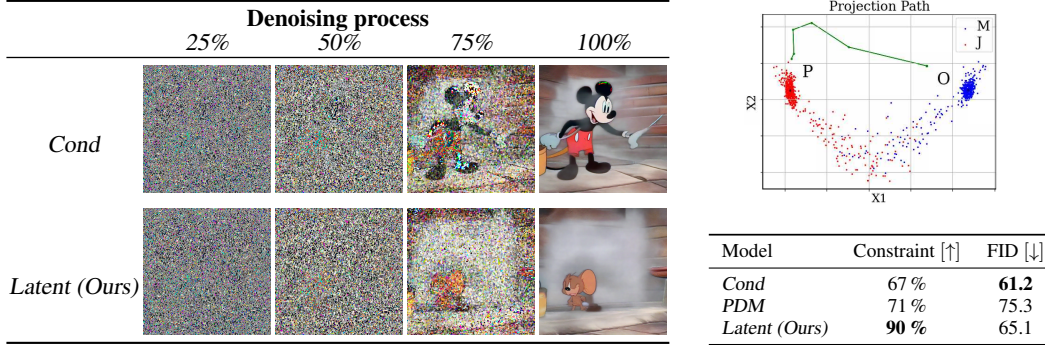 Denoising process
25% 50% 75% 100%
Cond
Latent (Ours)
Projection Path
M
J
P
O
X2
X1
Model Constraint [↑] FID [↓]
Cond 67 % 61.2
PDM 71 % 75.3
Latent (Ours) 90 % 65.1